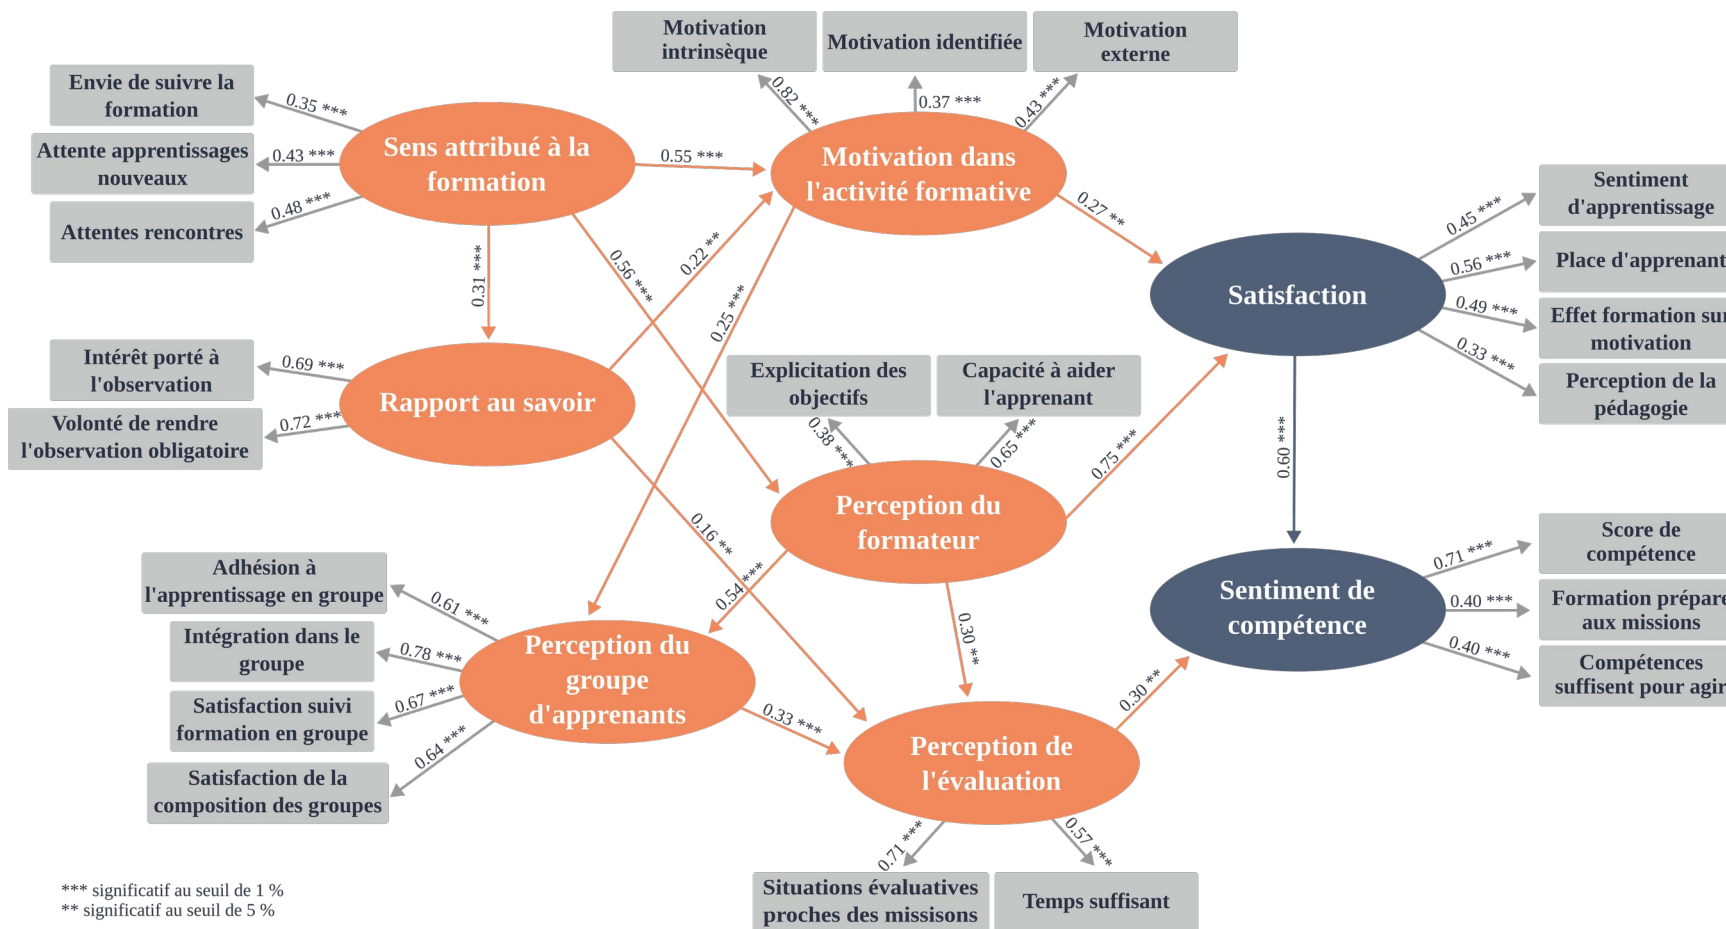 Motivation
intrinsèque
Motivation identifiée
Motivation
externe
Envie de suivre la
formation
0.35 ***
0.82 ***
0.37 ***
0.43 ***
Attente apprentissages
nouveaux
0.43 ***
Sens attribué à la
formation
0.55 ***
Motivation dans
l'activité formative
Attentes rencontres
0.48 ***
0.27 **
Sentiment
d'apprentissage
0.45 ***
0.31 ***
0.56 ***
0.22 **
0.25 ***
Satisfaction
0.56 ***
Place d'apprenant
0.49 ***
Effet formation sur
motivation
0.33 ***
Perception de la
pédagogie
Intérêt porté à
l'observation
0.69 ***
Rapport au savoir
Volonté de rendre
l'observation obligatoire
0.72 ***
Explicitation des
objectifs
Capacité à aider
l'apprenant
0.38 ***
0.65 ***
0.75 ***
0.60 ***
Perception du
formateur
0.16 **
0.54 ***
0.30 **
Score de
compétence
0.71 ***
Sentiment de
compétence
0.40 ***
Formation prépare
aux missions
0.40 ***
Compétences
suffisent pour agir
Adhésion à
l'apprentissage en groupe
0.61 ***
Intégration dans le
groupe
0.78 ***
Perception du
groupe
d'apprenants
Satisfaction suivi
formation en groupe
0.67 ***
0.33 ***
0.30 **
Satisfaction de la
composition des groupes
0.64 ***
Perception de
l'évaluation
0.71 ***
0.57 ***
Situations évaluatives
proches des missisons
Temps suffisant
*** significatif au seuil de 1 %
** significatif au seuil de 5 %